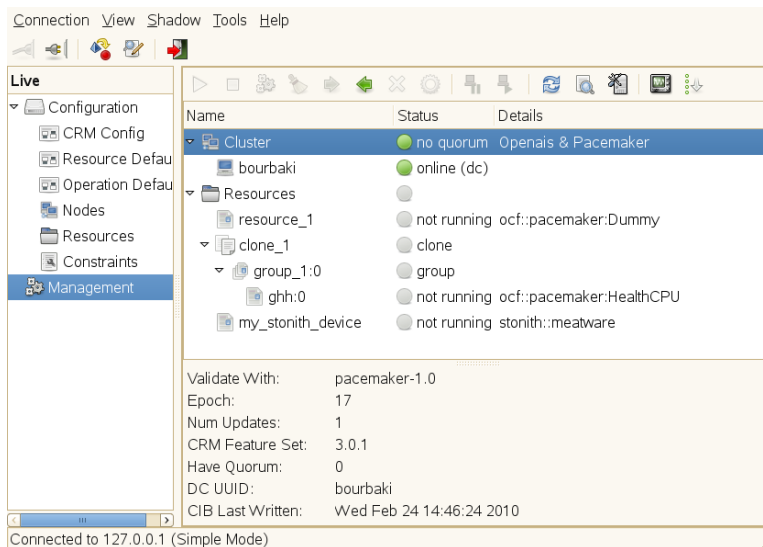 Connection View Shadow Tools Help
Live
Configuration
CRM Config
Resource Defau
Operation Defau
Nodes
Resources
Constraints
Management
Name Status Details
Cluster no quorum Openais & Pacemaker
bourbaki online (dc)
Resources
resource_1 not running ocf::pacemaker:Dummy
clone_1 clone
group_1:0 group
ghh:0 not running ocf::pacemaker:HealthCPU
my_stonith_device not running stonith::meatware
Validate With: pacemaker-1.0
Epoch: 17
Num Updates: 1
CRM Feature Set: 3.0.1
Have Quorum: 0
DC UUID: bourbaki
CIB Last Written: Wed Feb 24 14:46:24 2010
Connected to 127.0.0.1 (Simple Mode)